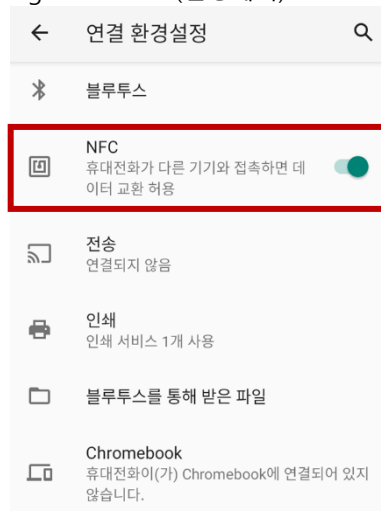 연결 환경설정
블루투스
NFC
휴대전화가 다른 기기와 접촉하면 데
이터 교환 허용
전송
연결되지 않음
인쇄
인쇄 서비스 1개 사용
블루투스를 통해 받은 파일
Chromebook
휴대전화이(가) Chromebook에 연결되어 있지
않습니다.